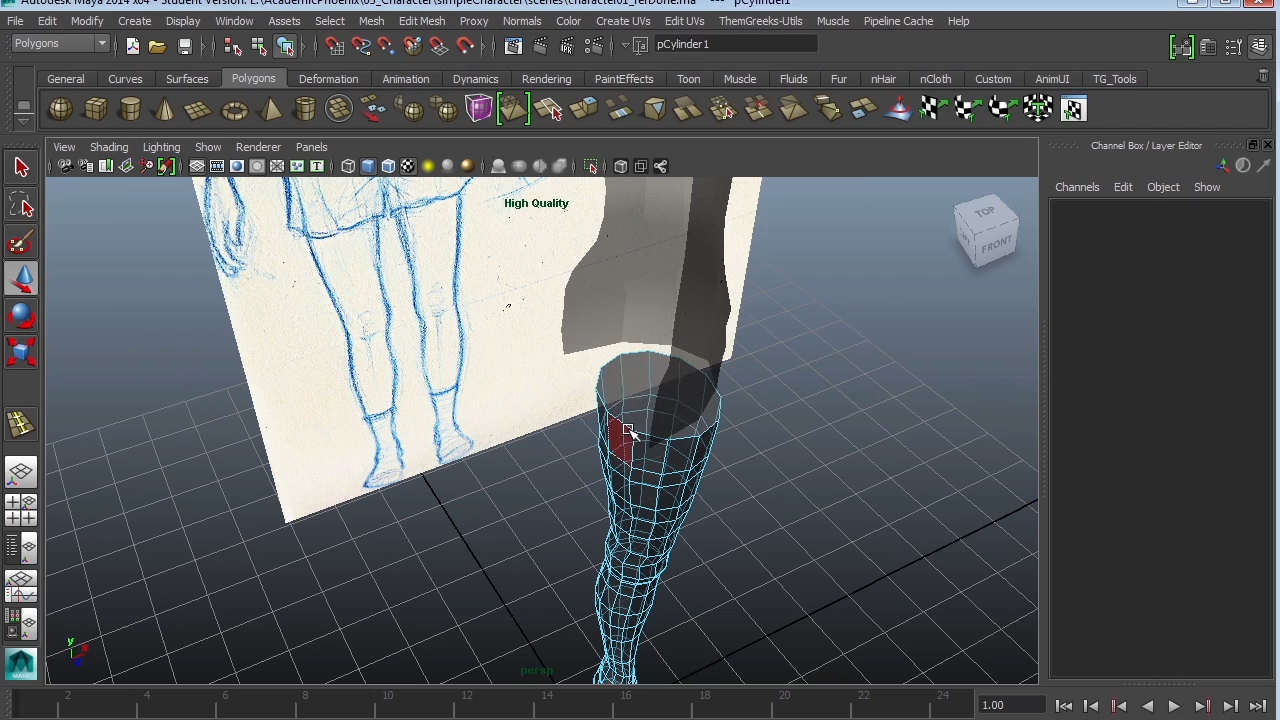 Autodesk Maya 2014 x64 - Student Version: E:\AcademicPhoenix\05_Character\simpleCharacter\scenes\character01_refDone.ma --- pCylinder1
File Edit Modify Create Display Window Assets Select Mesh Edit Mesh Proxy Normals Color Create UVs Edit UVs ThemGreeks-Utils Muscle Pipeline Cache Help
Polygons pCylinder1
General Curves Surfaces Polygons Deformation Animation Dynamics Rendering PaintEffects Toon Muscle Fluids Fur nHair nCloth Custom AnimUI TG_Tools
View Shading Lighting Show Renderer Panels
Channel Box / Layer Editor
Channels Edit Object Show
High Quality
TOP
FRONT
y
x
z
persp
2 4 6 8 10 12 14 16 18 20 22 24
1.00